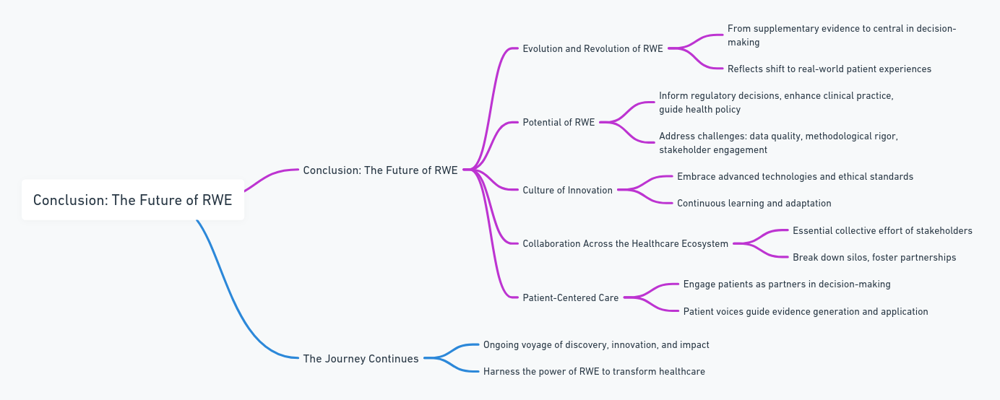 Conclusion: The Future of RWE
Conclusion: The Future of RWE
Evolution and Revolution of RWE
From supplementary evidence to central in decision-
making
Reflects shift to real-world patient experiences
Potential of RWE
Inform regulatory decisions, enhance clinical practice,
guide health policy
Address challenges: data quality, methodological rigor,
stakeholder engagement
Culture of Innovation
Embrace advanced technologies and ethical standards
Continuous learning and adaptation
Collaboration Across the Healthcare Ecosystem
Essential collective effort of stakeholders
Break down silos, foster partnerships
Patient-Centered Care
Engage patients as partners in decision-making
Patient voices guide evidence generation and application
The Journey Continues
Ongoing voyage of discovery, innovation, and impact
Harness the power of RWE to transform healthcare